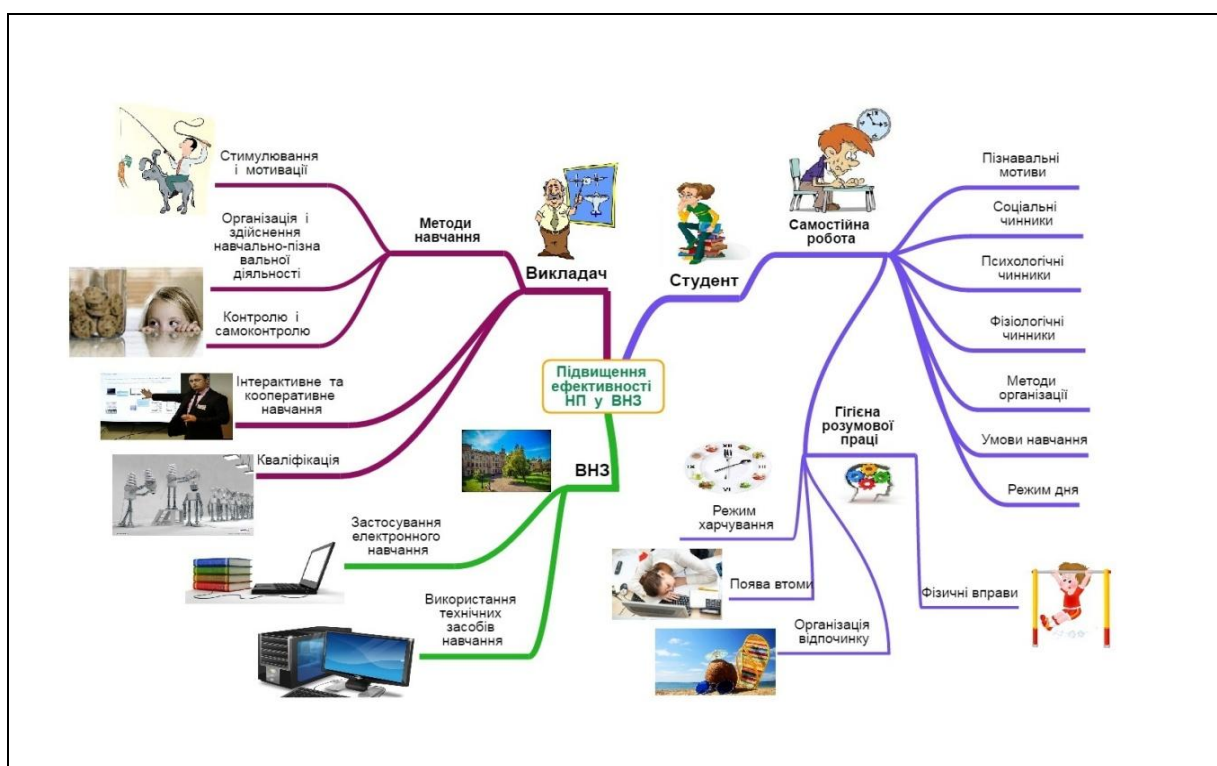 Підвищення
ефективності
НП у ВНЗ
Викладач
Методи
навчання
Стимулювання
і мотивації
Організація і
здійснення
навчально-пізна
вальної
діяльності
Контролю і
самоконтролю
Інтерактивне та
кооперативне
навчання
Кваліфікація
ВНЗ
Застосування
електронного
навчання
Використання
технічних
засобів
навчання
Студент
Самостійна
робота
Пізнавальні
мотиви
Соціальні
чинники
Психологічні
чинники
Фізіологічні
чинники
Методи
організації
Умови навчання
Режим дня
Гігієна
розумової
праці
Режим
харчування
Поява втоми
Організація
відпочинку
Фізичні вправи